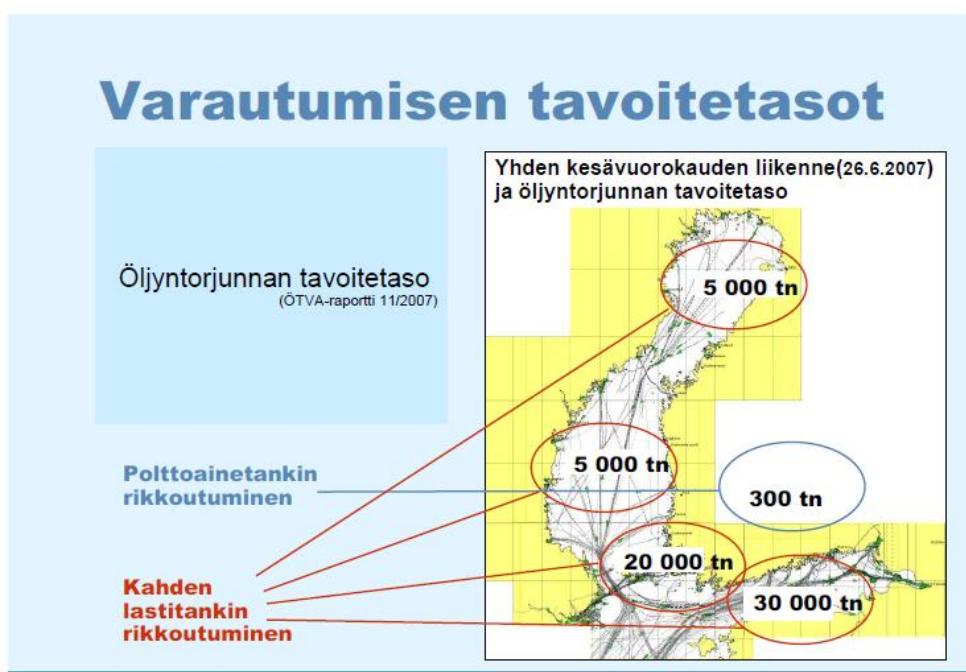 Varautumisen tavoitetasot
Öljyntorjunnan tavoitetaso
(ÖTVA-raportti 11/2007)
Polttoainetankin
rikkoutuminen
Kahden
lastitankin
rikkoutuminen
Yhden kesävuorokauden liikenne(26.6.2007)
ja öljyntorjunnan tavoitetaso
5 000 tn
5 000 tn
300 tn
20 000 tn
30 000 tn